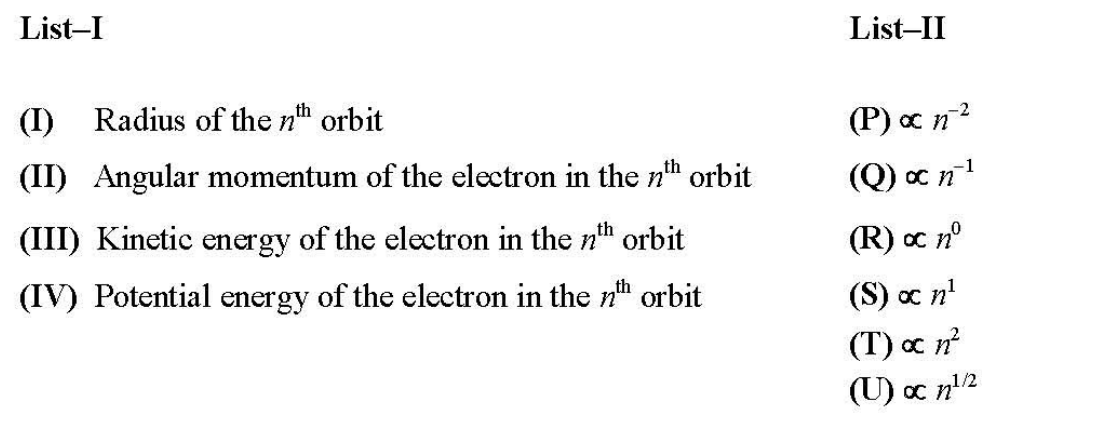 List–I List–II
(I) Radius of the nᵗʰ orbit (P) ∝ n⁻²
(II) Angular momentum of the electron in the nᵗʰ orbit (Q) ∝ n⁻¹
(III) Kinetic energy of the electron in the nᵗʰ orbit (R) ∝ n⁰
(IV) Potential energy of the electron in the nᵗʰ orbit (S) ∝ n¹
(T) ∝ n²
(U) ∝ n¹ᐟ²